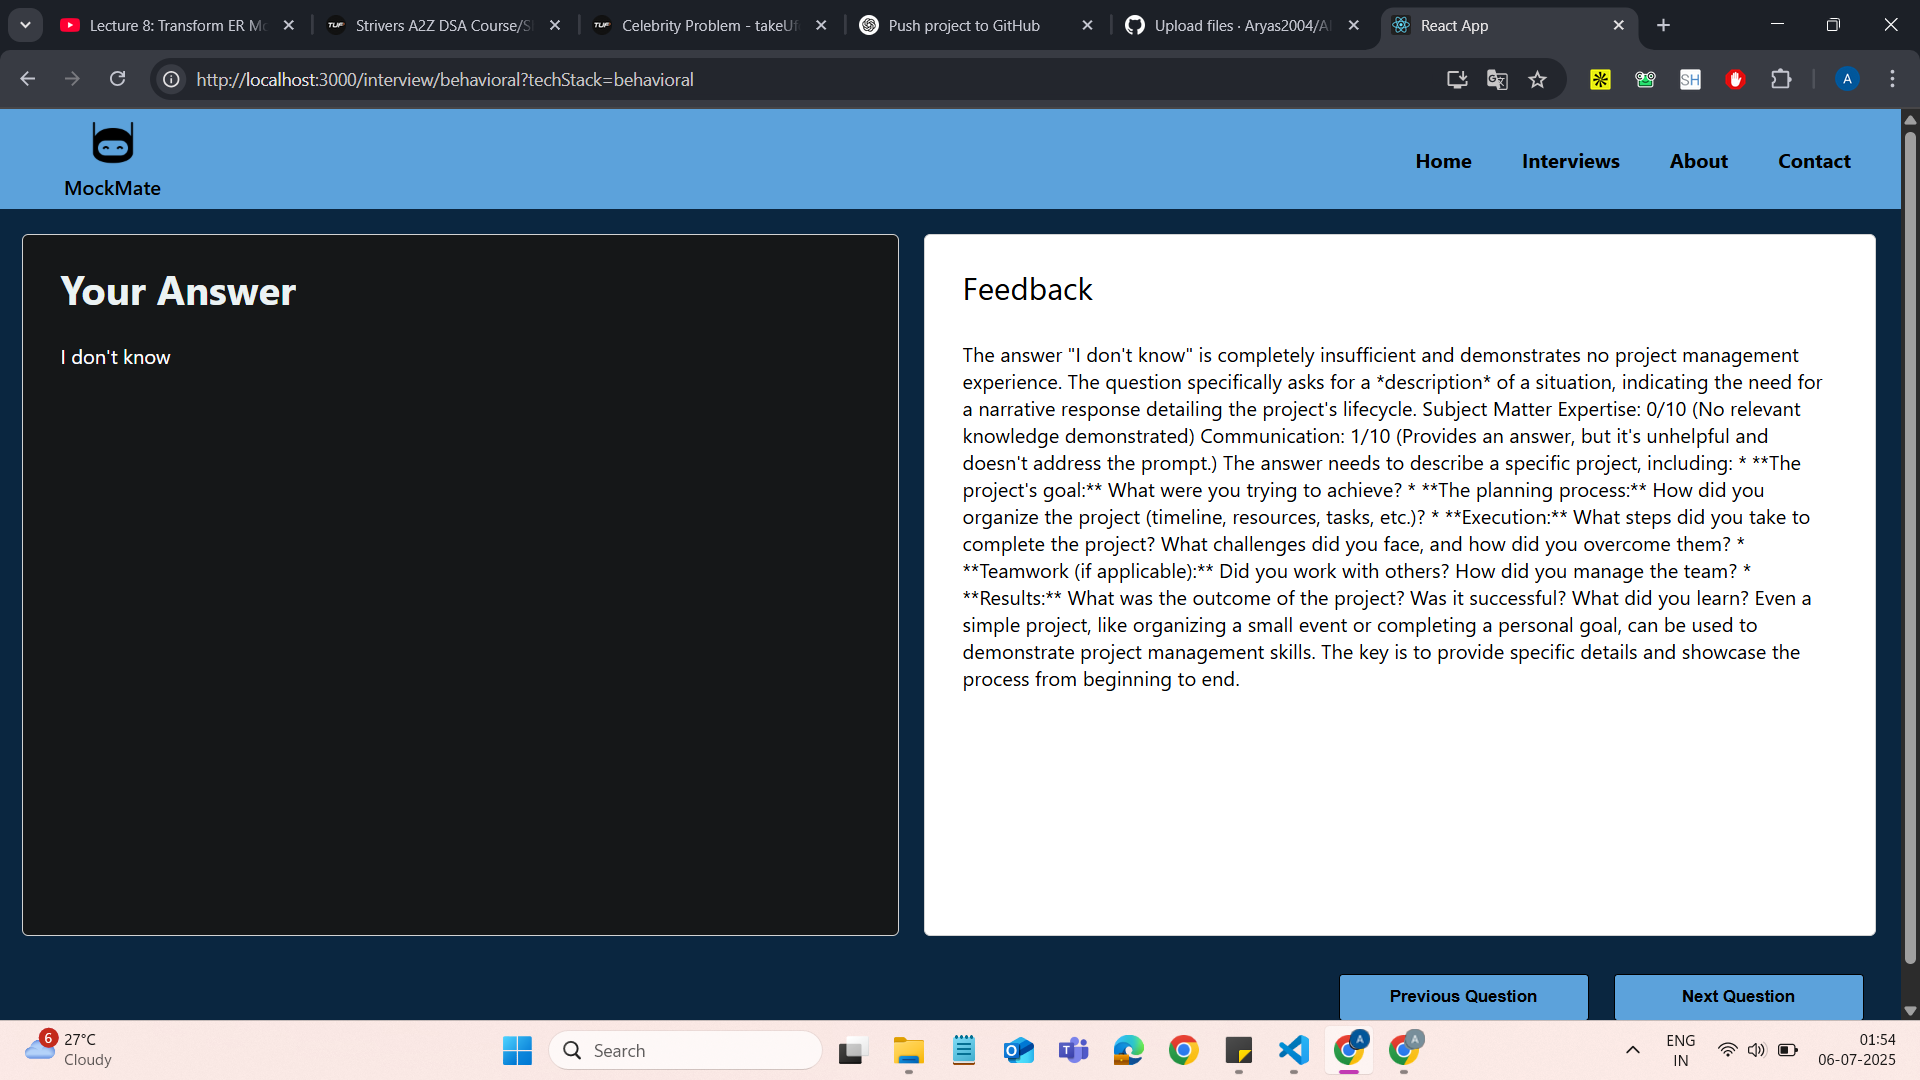 Lecture 8: Transform ER Mo
Strivers A2Z DSA Course/S
Celebrity Problem - takeUf
Push project to GitHub
Upload files · Aryas2004/A
React App
http://localhost:3000/interview/behavioral?techStack=behavioral
SH
A
MockMate
Home
Interviews
About
Contact
Your Answer
I don't know
Feedback
The answer "I don't know" is completely insufficient and demonstrates no project management
experience. The question specifically asks for a *description* of a situation, indicating the need for
a narrative response detailing the project's lifecycle. Subject Matter Expertise: 0/10 (No relevant
knowledge demonstrated) Communication: 1/10 (Provides an answer, but it's unhelpful and
doesn't address the prompt.) The answer needs to describe a specific project, including: * **The
project's goal:** What were you trying to achieve? * **The planning process:** How did you
organize the project (timeline, resources, tasks, etc.)? * **Execution:** What steps did you take to
complete the project? What challenges did you face, and how did you overcome them? *
**Teamwork (if applicable):** Did you work with others? How did you manage the team? *
**Results:** What was the outcome of the project? Was it successful? What did you learn? Even a
simple project, like organizing a small event or completing a personal goal, can be used to
demonstrate project management skills. The key is to provide specific details and showcase the
process from beginning to end.
Previous Question
Next Question
6
27°C
Cloudy
Search
ENG
IN
01:54
06-07-2025